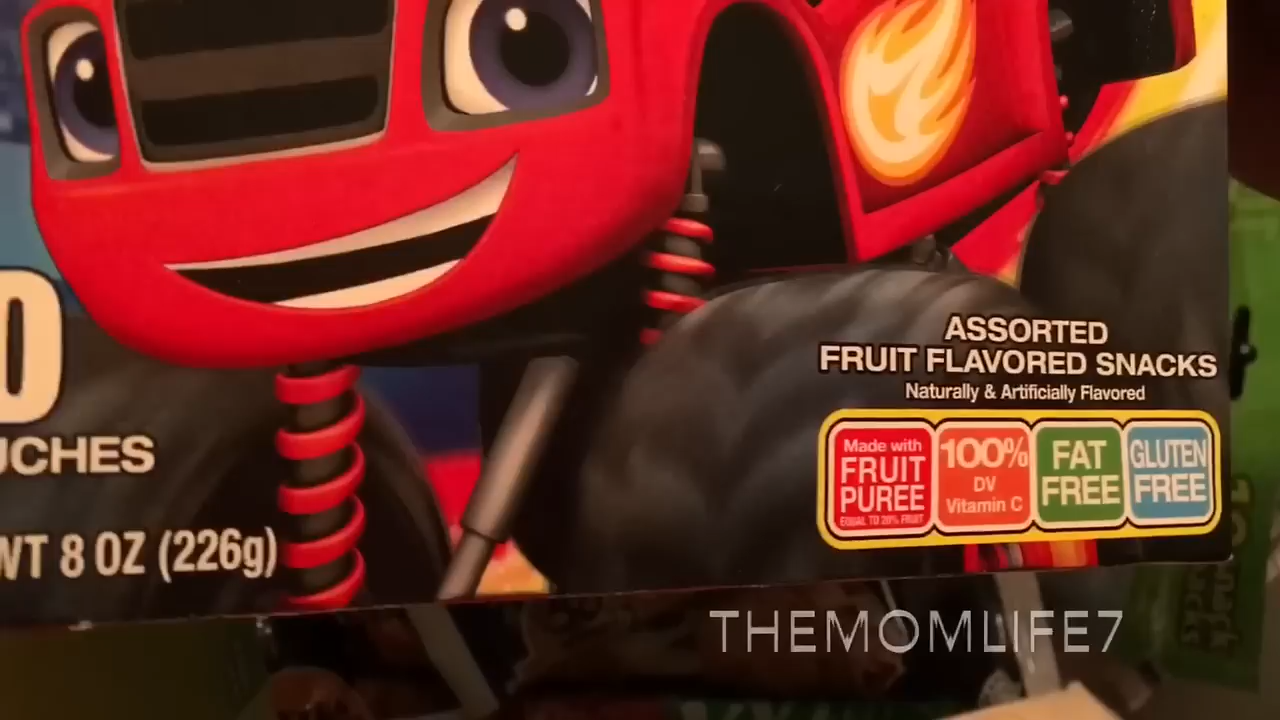 ASSORTED
FRUIT FLAVORED SNACKS
Naturally & Artificially Flavored
Made with
FRUIT
PUREE
EQUAL TO 20% FRUIT
100%
DV
Vitamin C
FAT
FREE
GLUTEN
FREE
0
UCHES
WT 8 OZ (226g)
THEMOMLIFE7